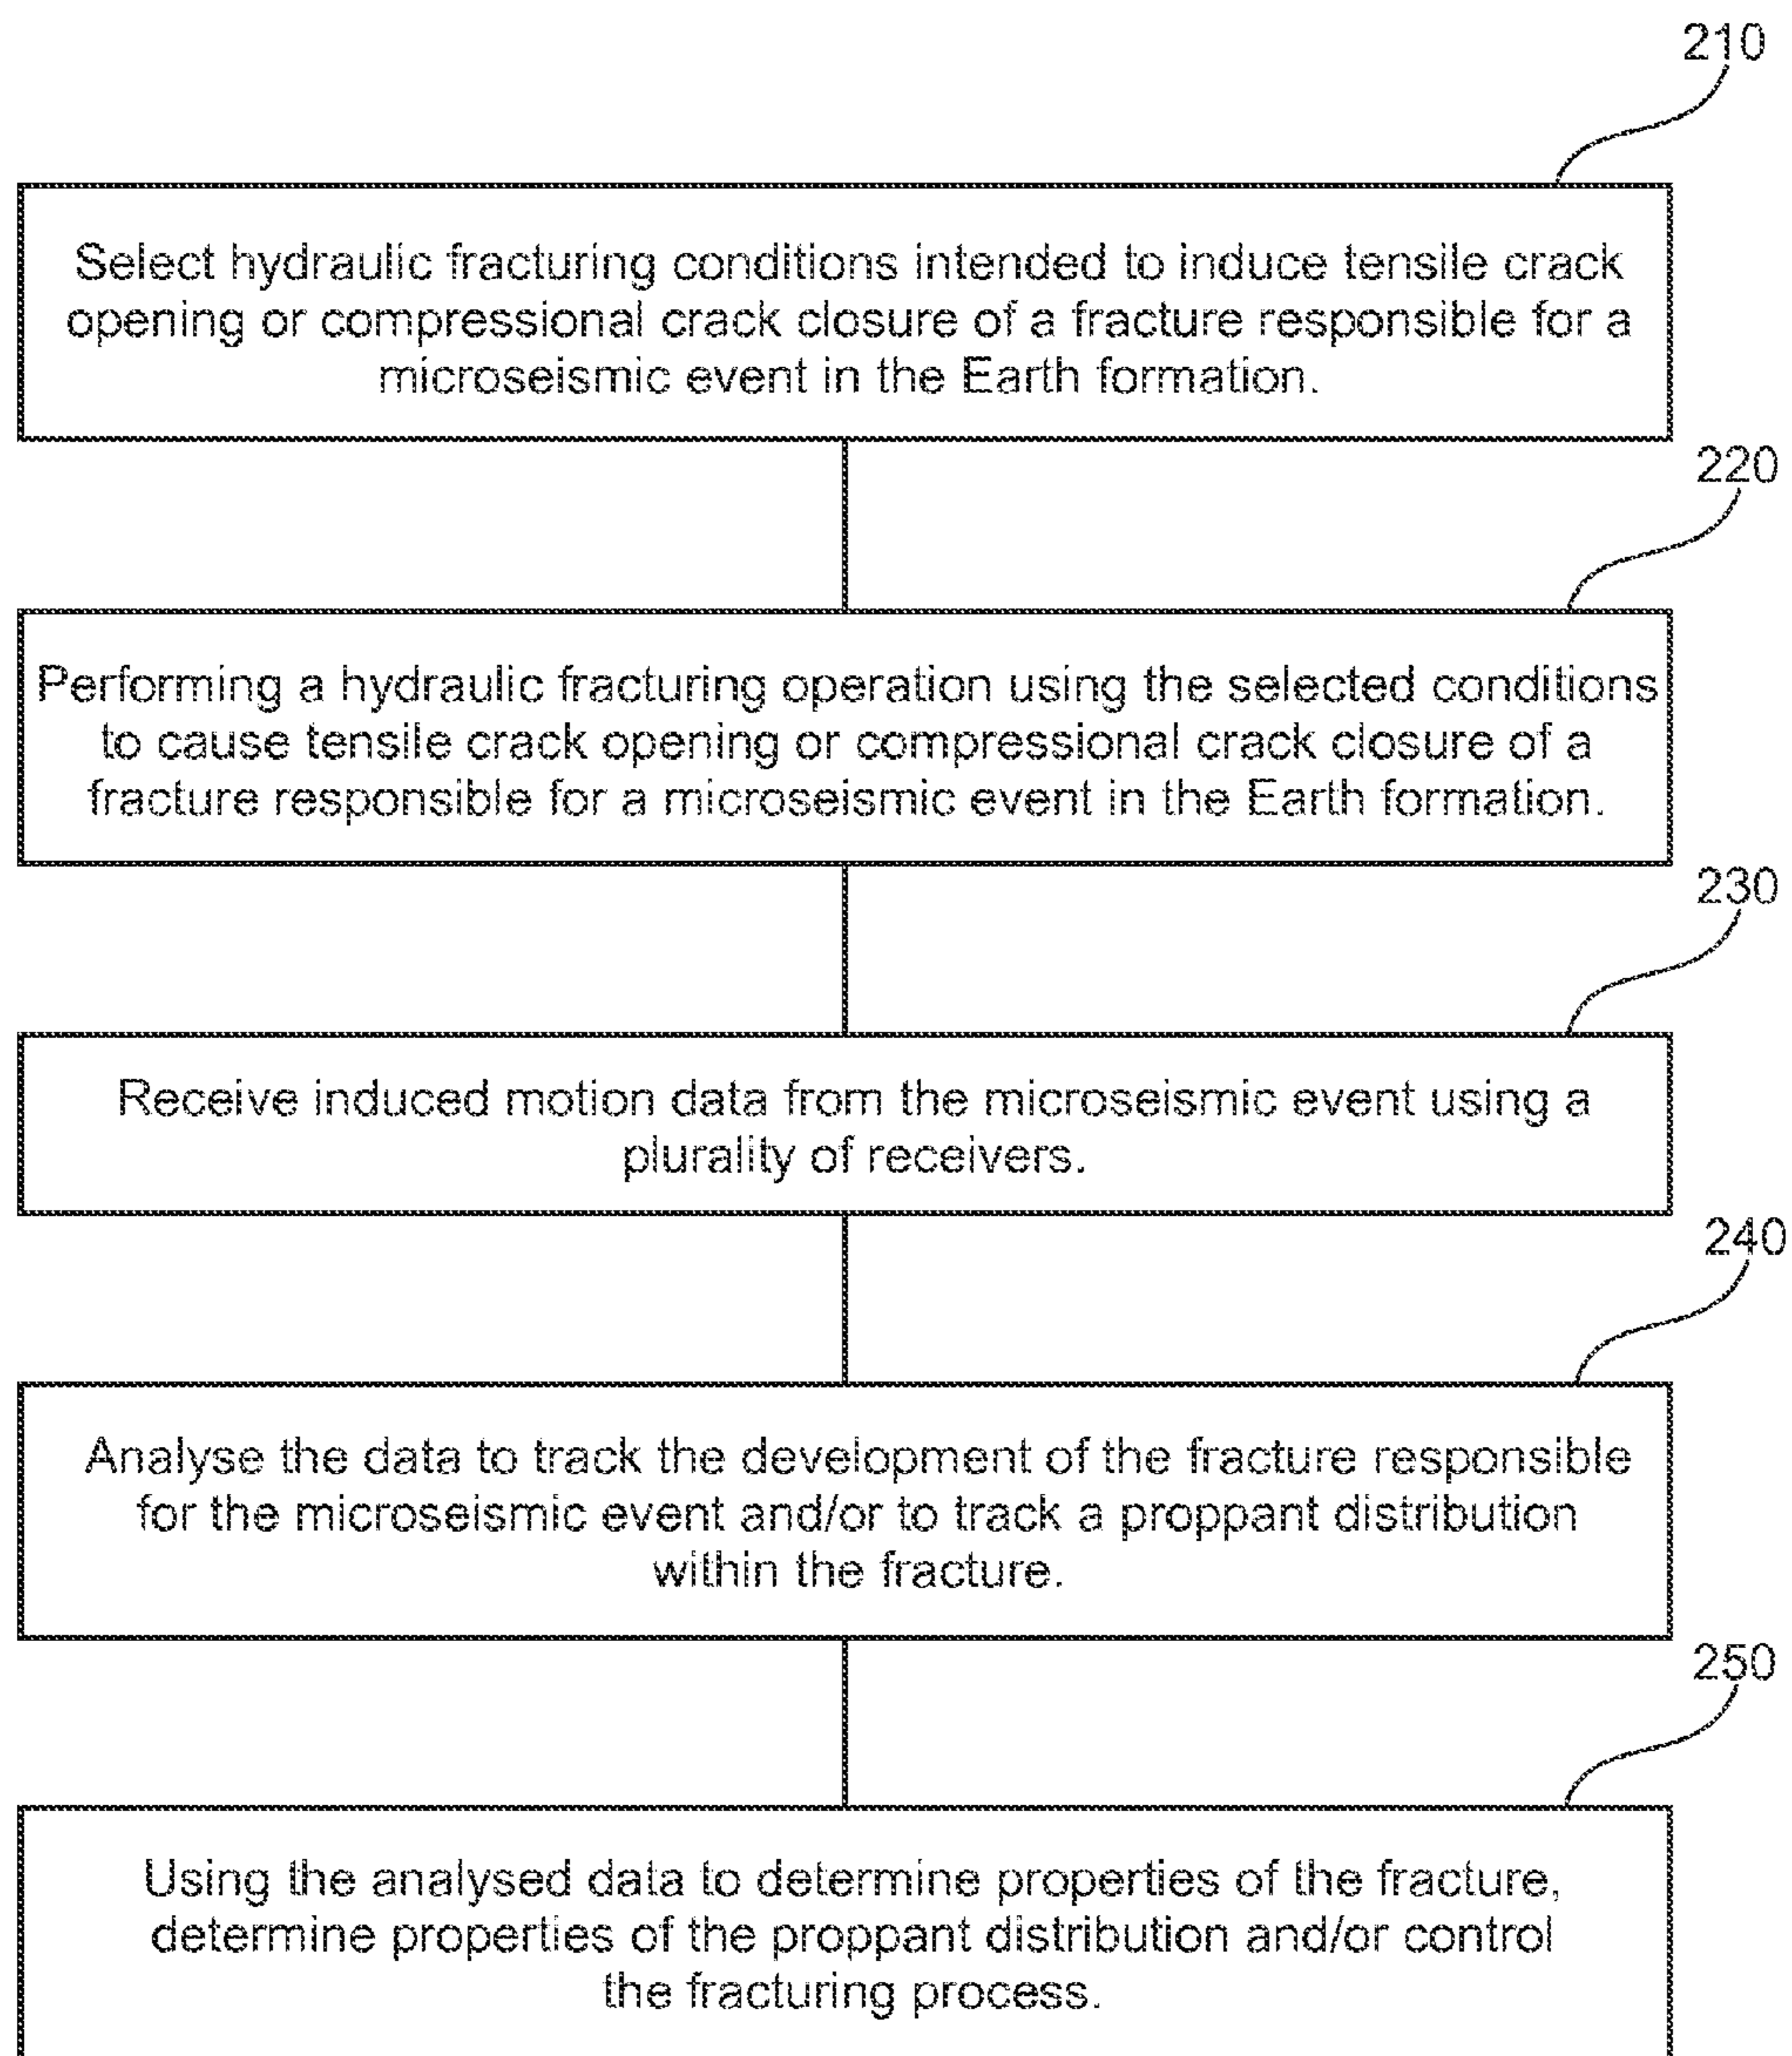 210
Select hydraulic fracturing conditions intended to induce tensile crack
opening or compressional crack closure of a fracture responsible for a
microseismic event in the Earth formation.
220
Performing a hydraulic fracturing operation using the selected conditions
to cause tensile crack opening or compressional crack closure of a
fracture responsible for a microseismic event in the Earth formation.
230
Receive induced motion data from the microseismic event using a
plurality of receivers.
240
Analyse the data to track the development of the fracture responsible
for the microseismic event and/or to track a proppant distribution
within the fracture.
250
Using the analysed data to determine properties of the fracture,
determine properties of the proppant distribution and/or control
the fracturing process.